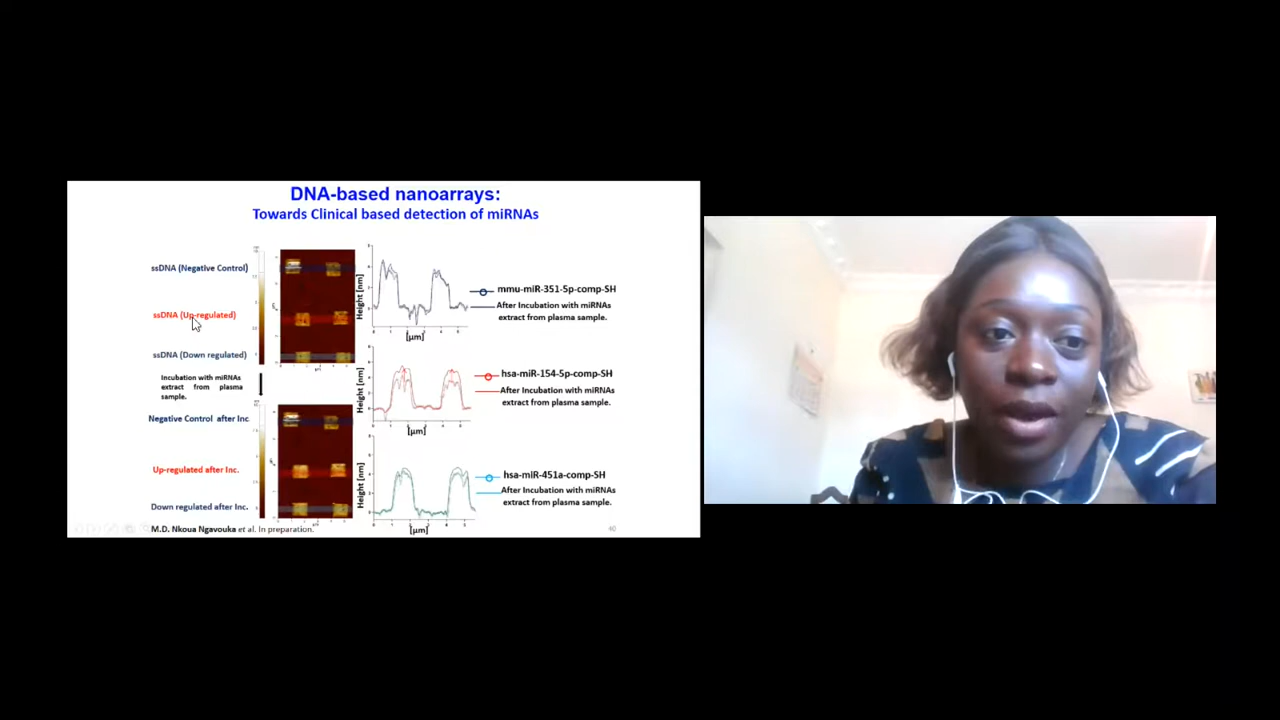 DNA-based nanoarrays:
Towards Clinical based detection of miRNAs
ssDNA (Negative Control)
ssDNA (Up-regulated)
ssDNA (Down regulated)
Incubation with miRNAs
extract from plasma
sample.
Negative Control after Inc.
Up-regulated after Inc.
Down regulated after Inc.
Height [nm]
[µm]
mmu-miR-351-5p-comp-SH
After Incubation with miRNAs
extract from plasma sample.
Height [nm]
[µm]
hsa-miR-154-5p-comp-SH
After Incubation with miRNAs
extract from plasma sample.
Height [nm]
[µm]
hsa-miR-451a-comp-SH
After Incubation with miRNAs
extract from plasma sample.
M.D. Nkoua Ngavouka et al. In preparation.
40